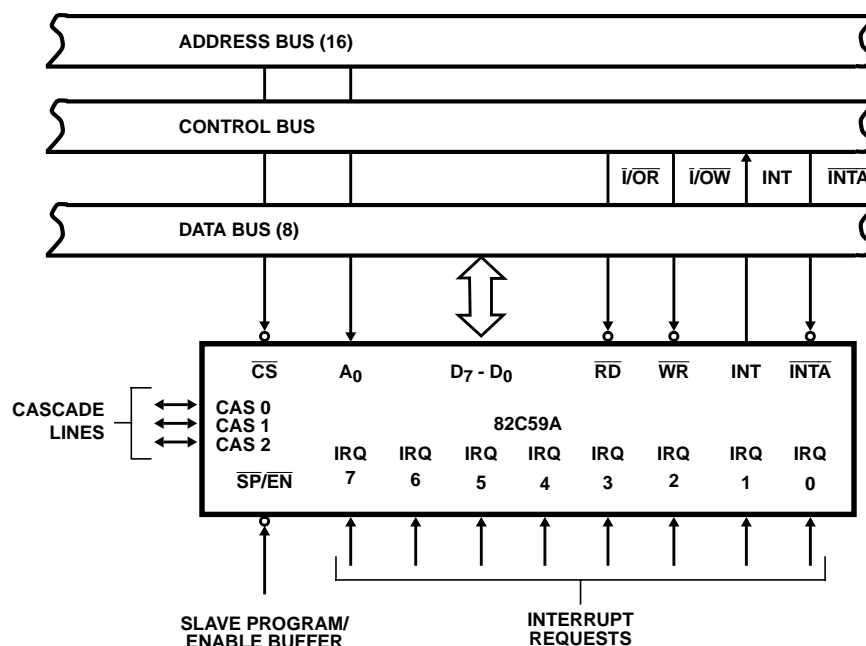 ADDRESS BUS (16)
CONTROL BUS
I/OR I/OW INT INTA
DATA BUS (8)
CS A0 D7 - D0 RD WR INT INTA
CASCADE
LINES
CAS 0
CAS 1
CAS 2
82C59A
IRQ IRQ IRQ IRQ IRQ IRQ IRQ IRQ
SP/EN 7 6 5 4 3 2 1 0
SLAVE PROGRAM/
ENABLE BUFFER
INTERRUPT
REQUESTS